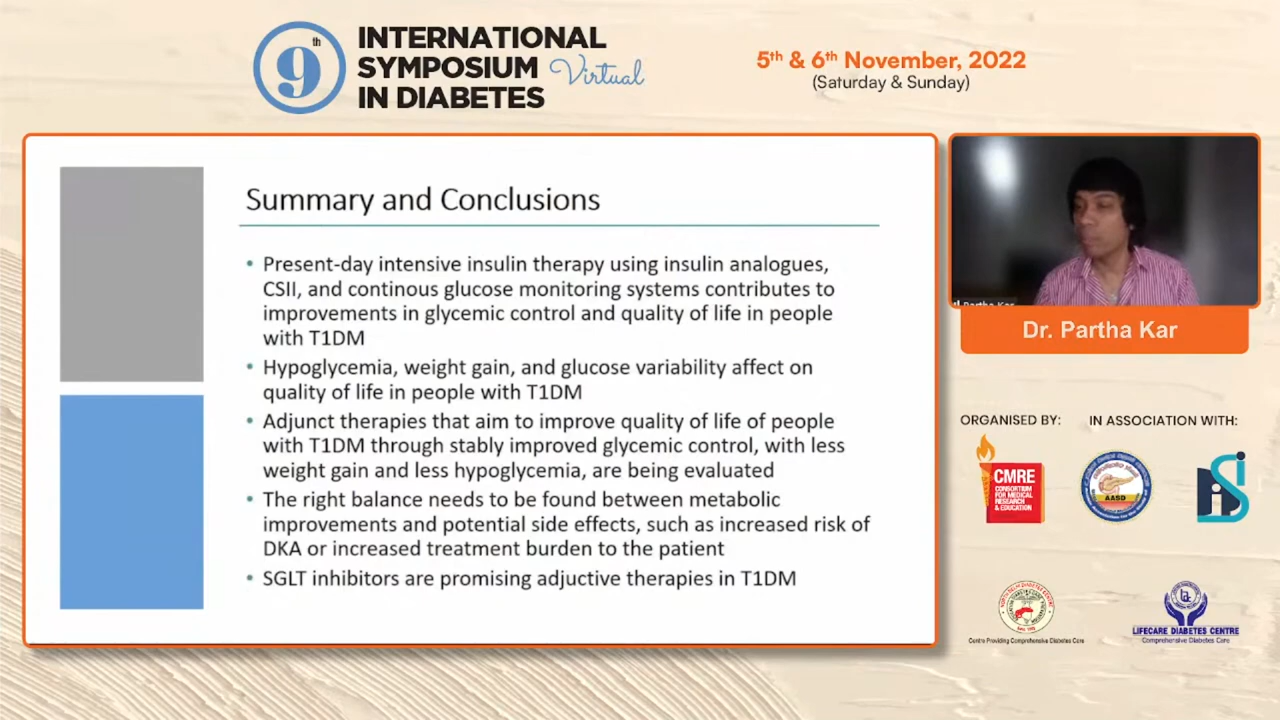 9th
INTERNATIONAL
SYMPOSIUM Virtual
IN DIABETES
5th & 6th November, 2022
(Saturday & Sunday)
Summary and Conclusions
• Present-day intensive insulin therapy using insulin analogues,
CSII, and continous glucose monitoring systems contributes to
improvements in glycemic control and quality of life in people
with T1DM
• Hypoglycemia, weight gain, and glucose variability affect on
quality of life in people with T1DM
• Adjunct therapies that aim to improve quality of life of people
with T1DM through stably improved glycemic control, with less
weight gain and less hypoglycemia, are being evaluated
• The right balance needs to be found between metabolic
improvements and potential side effects, such as increased risk of
DKA or increased treatment burden to the patient
• SGLT inhibitors are promising adjuctive therapies in T1DM
Partha Kar
Dr. Partha Kar
ORGANISED BY:
IN ASSOCIATION WITH:
CMRE
CONSORTIUM
FOR MEDICAL
RESEARCH
& EDUCATION
AASD
Centre Providing Comprehensive Diabetes Care
LIFECARE DIABETES CENTRE
Comprehensive Diabetes Care